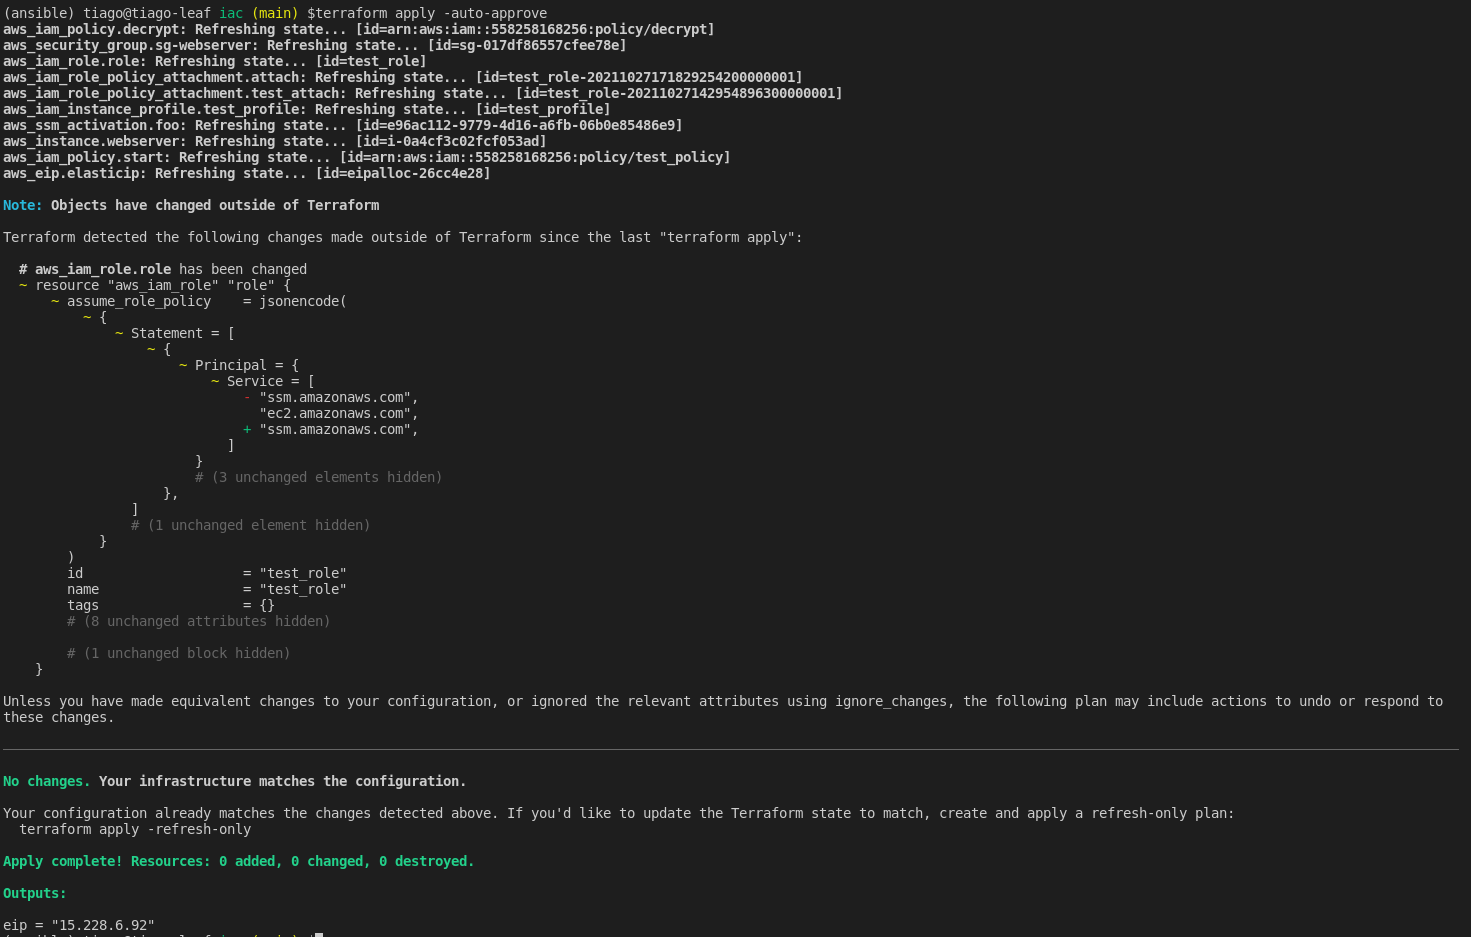 (ansible) tiago@tiago-leaf iac (main) $terraform apply -auto-approve
aws_iam_policy.decrypt: Refreshing state... [id=arn:aws:iam::558258168256:policy/decrypt]
aws_security_group.sg-webserver: Refreshing state... [id=sg-017df86557cfee78e]
aws_iam_role.role: Refreshing state... [id=test_role]
aws_iam_role_policy_attachment.attach: Refreshing state... [id=test_role-20211027171829254200000001]
aws_iam_role_policy_attachment.test_attach: Refreshing state... [id=test_role-20211027142954896300000001]
aws_iam_instance_profile.test_profile: Refreshing state... [id=test_profile]
aws_ssm_activation.foo: Refreshing state... [id=e96ac112-9779-4d16-a6fb-06b0e85486e9]
aws_instance.webserver: Refreshing state... [id=i-0a4cf3c02fcf053ad]
aws_iam_policy.start: Refreshing state... [id=arn:aws:iam::558258168256:policy/test_policy]
aws_eip.elasticip: Refreshing state... [id=eipalloc-26cc4e28]
Note: Objects have changed outside of Terraform
Terraform detected the following changes made outside of Terraform since the last "terraform apply":
# aws_iam_role.role has been changed
~ resource "aws_iam_role" "role" {
~ assume_role_policy    = jsonencode(
~ {
~ Statement = [
~ {
~ Principal = {
~ Service = [
- "ssm.amazonaws.com",
"ec2.amazonaws.com",
+ "ssm.amazonaws.com",
]
}
# (3 unchanged elements hidden)
},
]
# (1 unchanged element hidden)
}
)
id                    = "test_role"
name                  = "test_role"
tags                  = {}
# (8 unchanged attributes hidden)
# (1 unchanged block hidden)
}
Unless you have made equivalent changes to your configuration, or ignored the relevant attributes using ignore_changes, the following plan may include actions to undo or respond to
these changes.
No changes. Your infrastructure matches the configuration.
Your configuration already matches the changes detected above. If you'd like to update the Terraform state to match, create and apply a refresh-only plan:
terraform apply -refresh-only
Apply complete! Resources: 0 added, 0 changed, 0 destroyed.
Outputs:
eip = "15.228.6.92"